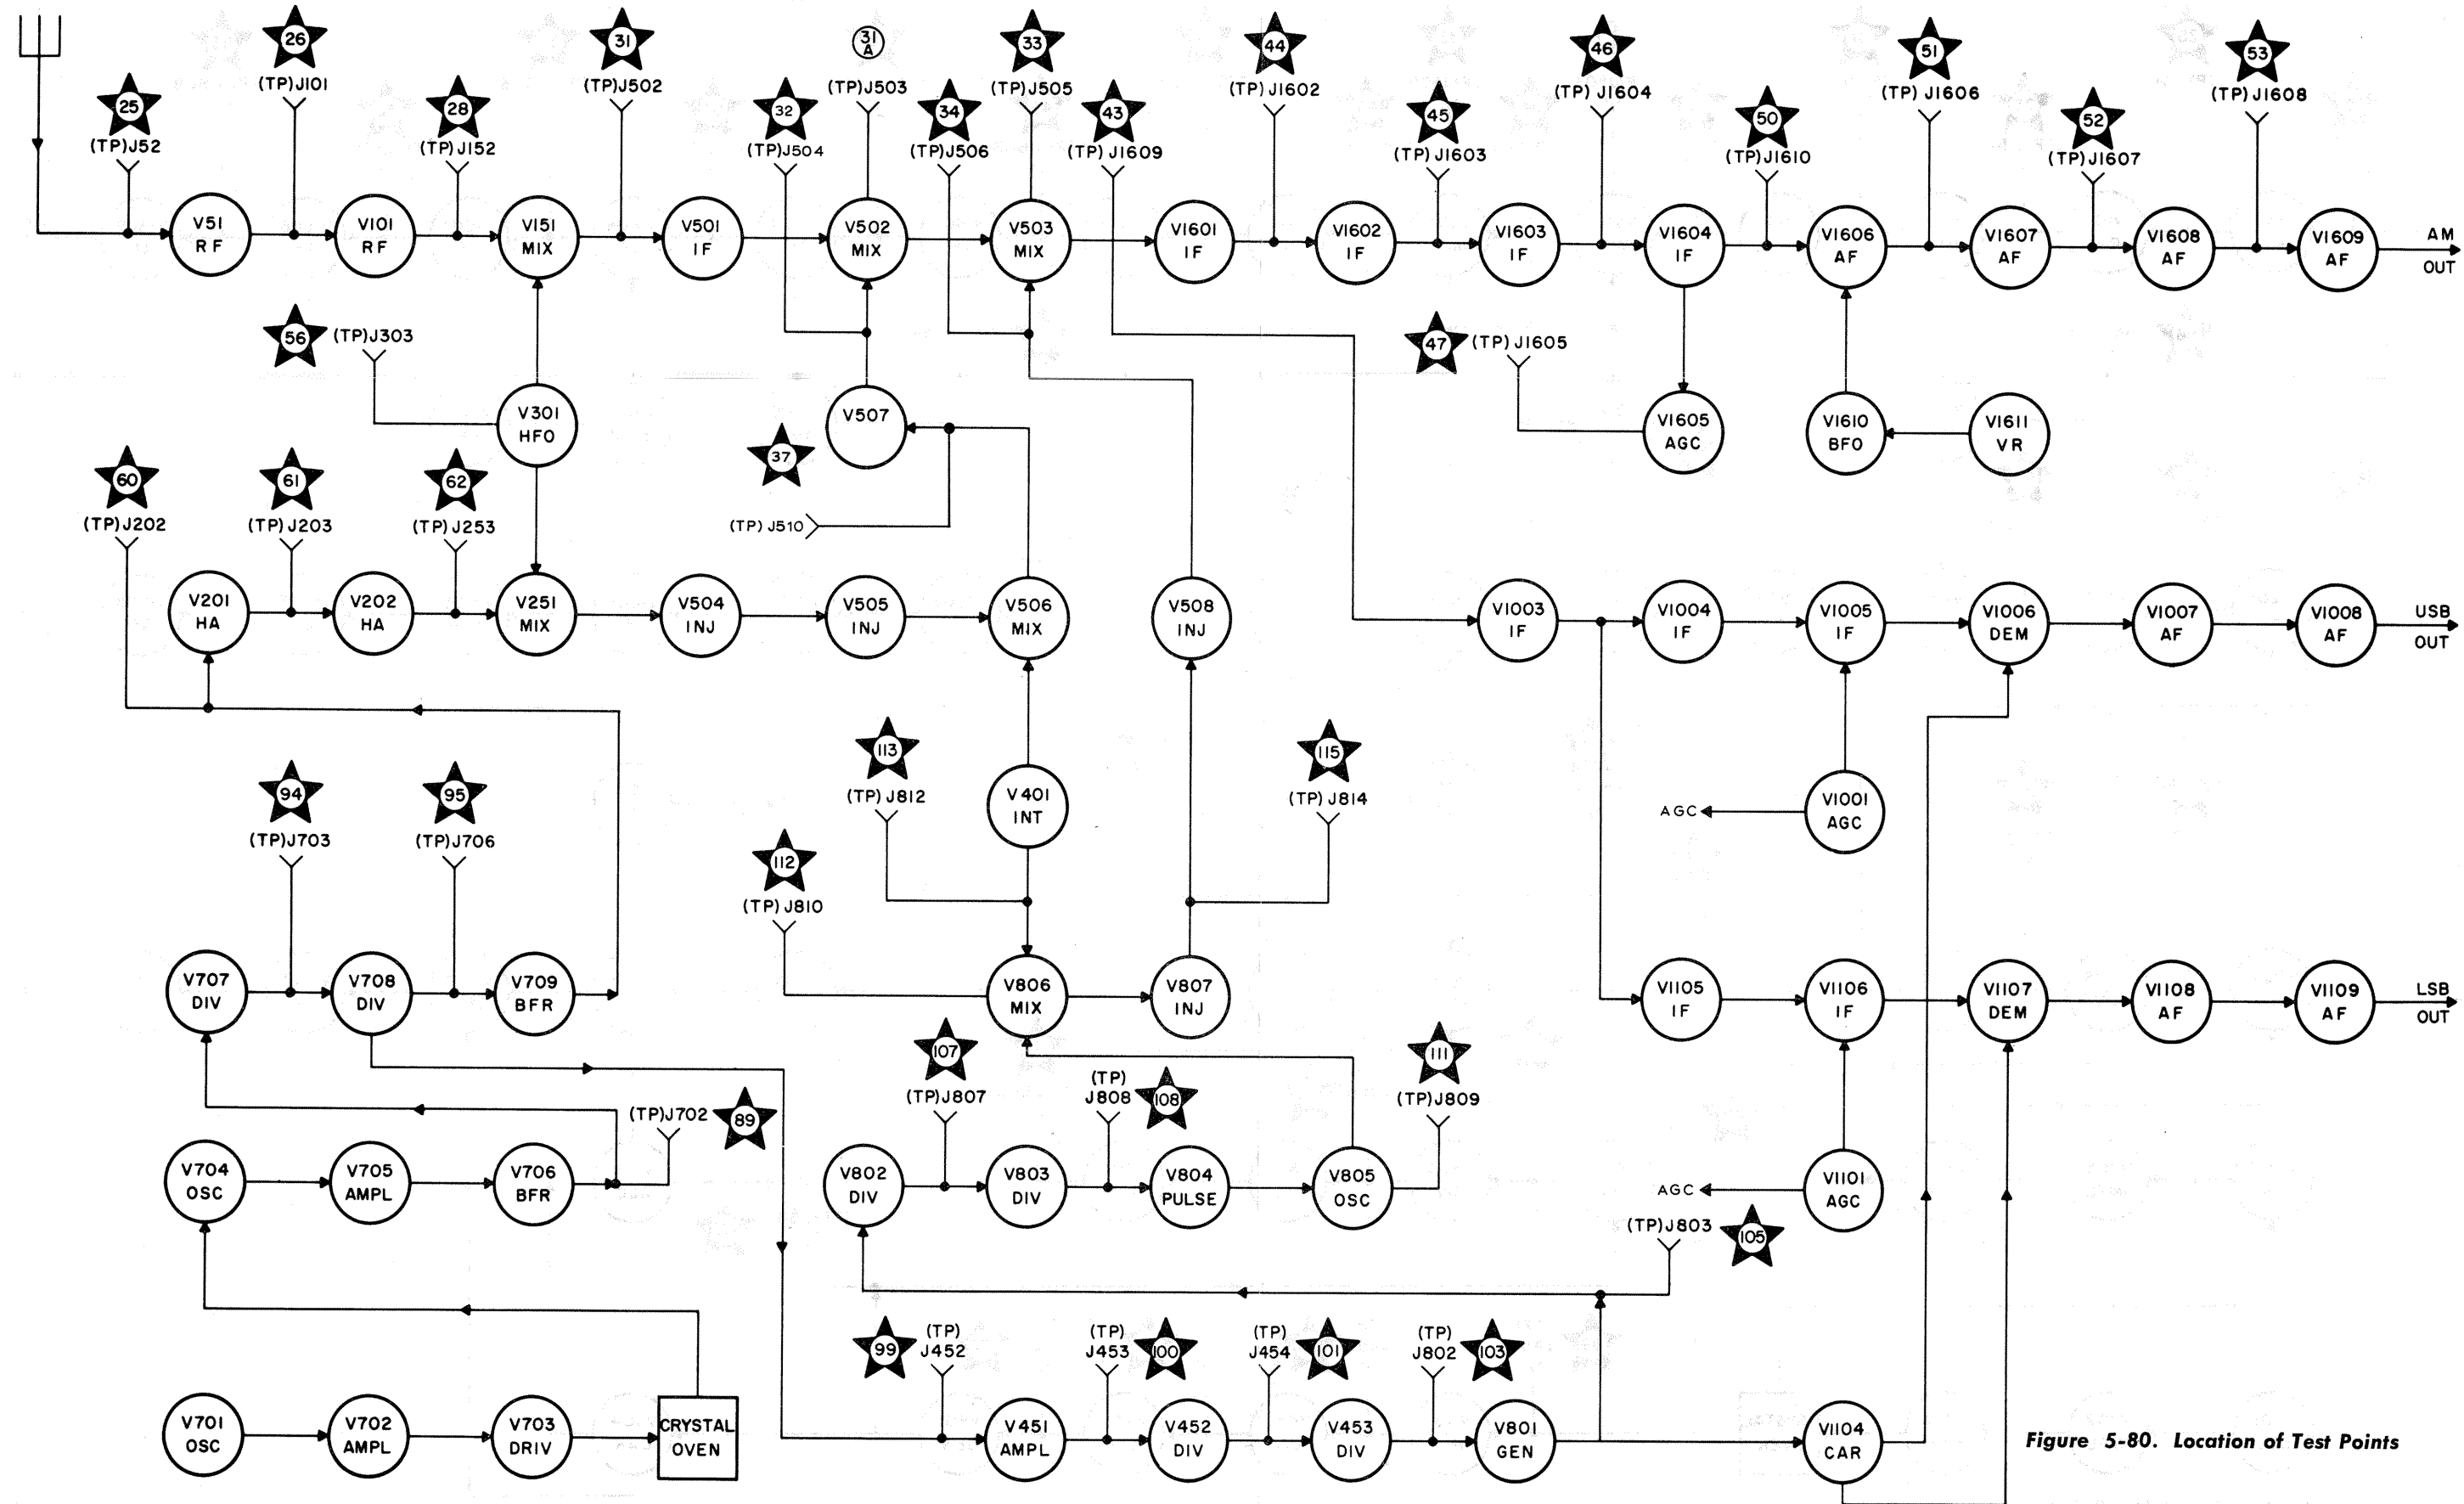 26
31
31
A
33
44
46
51
53
(TP)J101
(TP)J502
(TP)J503
(TP)J505
(TP)J1602
(TP) J1604
(TP) J1606
(TP) J1608
25
28
32
34
43
45
50
52
(TP)J52
(TP)J152
(TP)J504
(TP)J506
(TP) J1609
(TP)J1603
(TP)J1610
(TP)J1607
V51
RF
V101
RF
V151
MIX
V501
IF
V502
MIX
V503
MIX
V1601
IF
V1602
IF
V1603
IF
V1604
IF
V1606
AF
V1607
AF
V1608
AF
V1609
AF
AM
OUT
56
(TP)J303
47
(TP) J1605
V301
HFO
V507
V1605
AGC
V1610
BFO
V1611
VR
37
(TP) J510
60
61
62
(TP)J202
(TP)J203
(TP)J253
V201
HA
V202
HA
V251
MIX
V504
INJ
V505
INJ
V506
MIX
V508
INJ
V1003
IF
V1004
IF
V1005
IF
V1006
DEM
V1007
AF
V1008
AF
USB
OUT
94
95
113
115
(TP)J703
(TP)J706
(TP) J812
(TP) J814
V401
INT
AGC
V1001
AGC
112
(TP) J810
V707
DIV
V708
DIV
V709
BFR
V806
MIX
V807
INJ
V1105
IF
V1106
IF
V1107
DEM
V1108
AF
V1109
AF
LSB
OUT
107
(TP)J807
(TP)
J808
108
111
(TP)J809
(TP)J702
89
V704
OSC
V705
AMPL
V706
BFR
V802
DIV
V803
DIV
V804
PULSE
V805
OSC
AGC
V1101
AGC
(TP)J803
105
99
(TP)
J452
(TP)
J453
100
(TP)
J454
101
(TP)
J802
103
V701
OSC
V702
AMPL
V703
DRIV
CRYSTAL
OVEN
V451
AMPL
V452
DIV
V453
DIV
V801
GEN
V1104
CAR
Figure 5-80. Location of Test Points